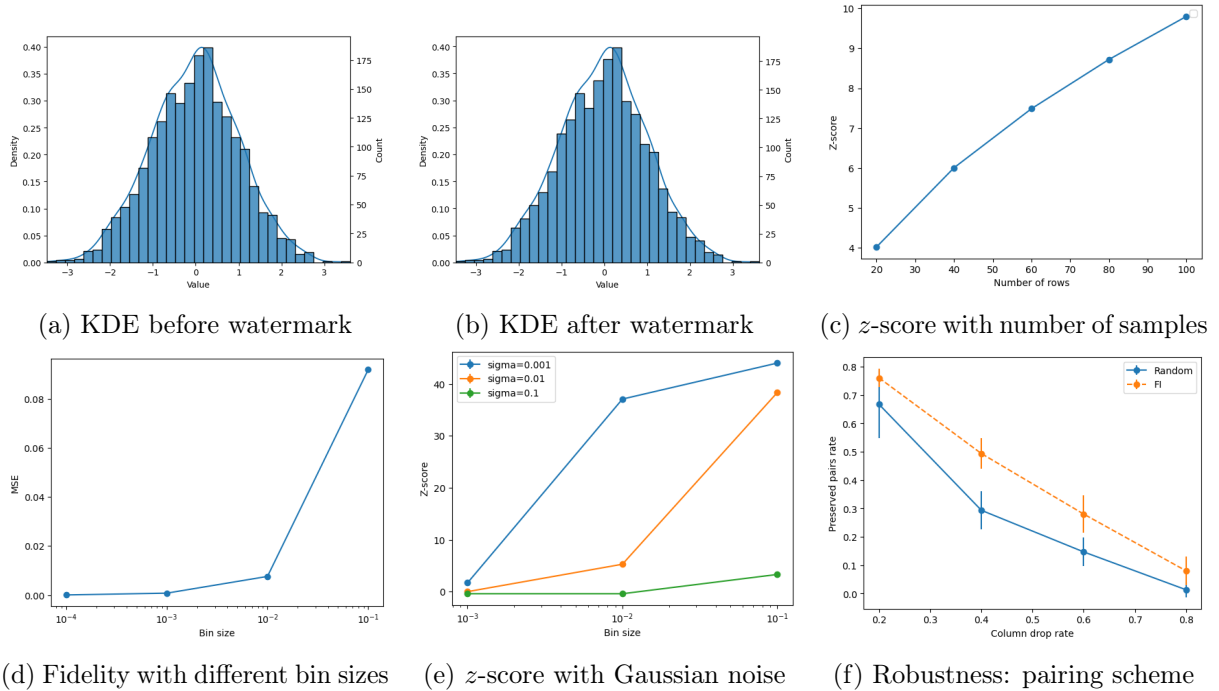 0.40
0.35
0.30
0.25
0.20
0.15
0.10
0.05
0.00
Density
175
150
125
100
75
50
25
0
Count
−3 −2 −1 0 1 2 3
Value
(a) KDE before watermark
0.40
0.35
0.30
0.25
0.20
0.15
0.10
0.05
0.00
Density
175
150
125
100
75
50
25
0
Count
−3 −2 −1 0 1 2 3
Value
(b) KDE after watermark
10
9
8
7
6
5
4
Z-score
20 30 40 50 60 70 80 90 100
Number of rows
(c) z-score with number of samples
0.08
0.06
0.04
0.02
0.00
MSE
10⁻⁴ 10⁻³ 10⁻² 10⁻¹
Bin size
(d) Fidelity with different bin sizes
sigma=0.001
sigma=0.01
sigma=0.1
40
30
20
10
0
Z-score
10⁻³ 10⁻² 10⁻¹
Bin size
(e) z-score with Gaussian noise
Random
FI
0.8
0.7
0.6
0.5
0.4
0.3
0.2
0.1
0.0
Preserved pairs rate
0.2 0.3 0.4 0.5 0.6 0.7 0.8
Column drop rate
(f) Robustness: pairing scheme